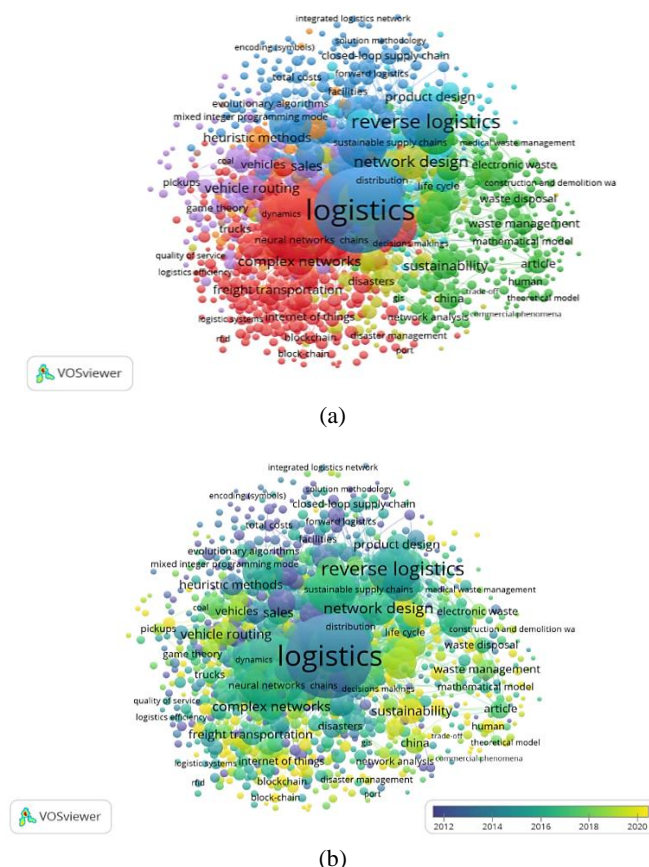 integrated logistics network
solution methodology
encoding (symbols)
closed-loop supply chain
forward logistics
total costs
facilities
product design
evolutionary algorithms
mixed integer programming mode
reverse logistics
heuristic methods
sustainable supply chains
medical waste management
network design
electronic waste
coal
vehicles
sales
distribution
life cycle
construction and demolition wa
pickups
vehicle routing
waste disposal
game theory
dynamics
logistics
waste management
trucks
neural networks
chains
decisions makings
mathematical model
quality of service
complex networks
sustainability
article
logistics efficiency
disasters
human
freight transportation
trade-off
gis
china
theoretical model
logistic systems
internet of things
network analysis
commercial phenomena
rfid
blockchain
disaster management
block-chain
port
VOSviewer
(a)
integrated logistics network
solution methodology
encoding (symbols)
closed-loop supply chain
forward logistics
total costs
facilities
product design
evolutionary algorithms
mixed integer programming mode
reverse logistics
heuristic methods
sustainable supply chains
medical waste management
network design
electronic waste
coal
vehicles
sales
distribution
life cycle
construction and demolition wa
pickups
vehicle routing
waste disposal
game theory
dynamics
logistics
waste management
trucks
neural networks
chains
decisions makings
mathematical model
quality of service
complex networks
sustainability
article
logistics efficiency
disasters
human
freight transportation
trade-off
gis
china
theoretical model
logistic systems
internet of things
network analysis
commercial phenomena
rfid
blockchain
disaster management
block-chain
port
VOSviewer
2012 2014 2016 2018 2020
(b)